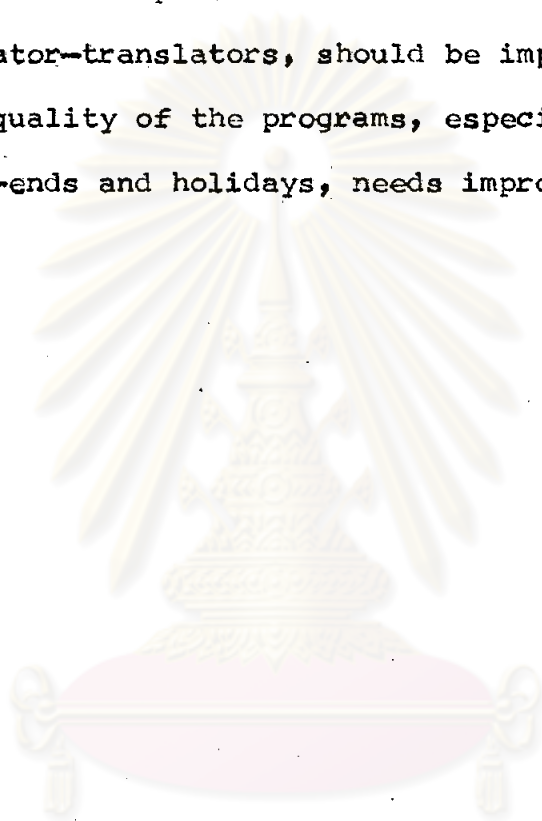 ator-translators, should be imp
quality of the programs, especi
-ends and holidays, needs impro